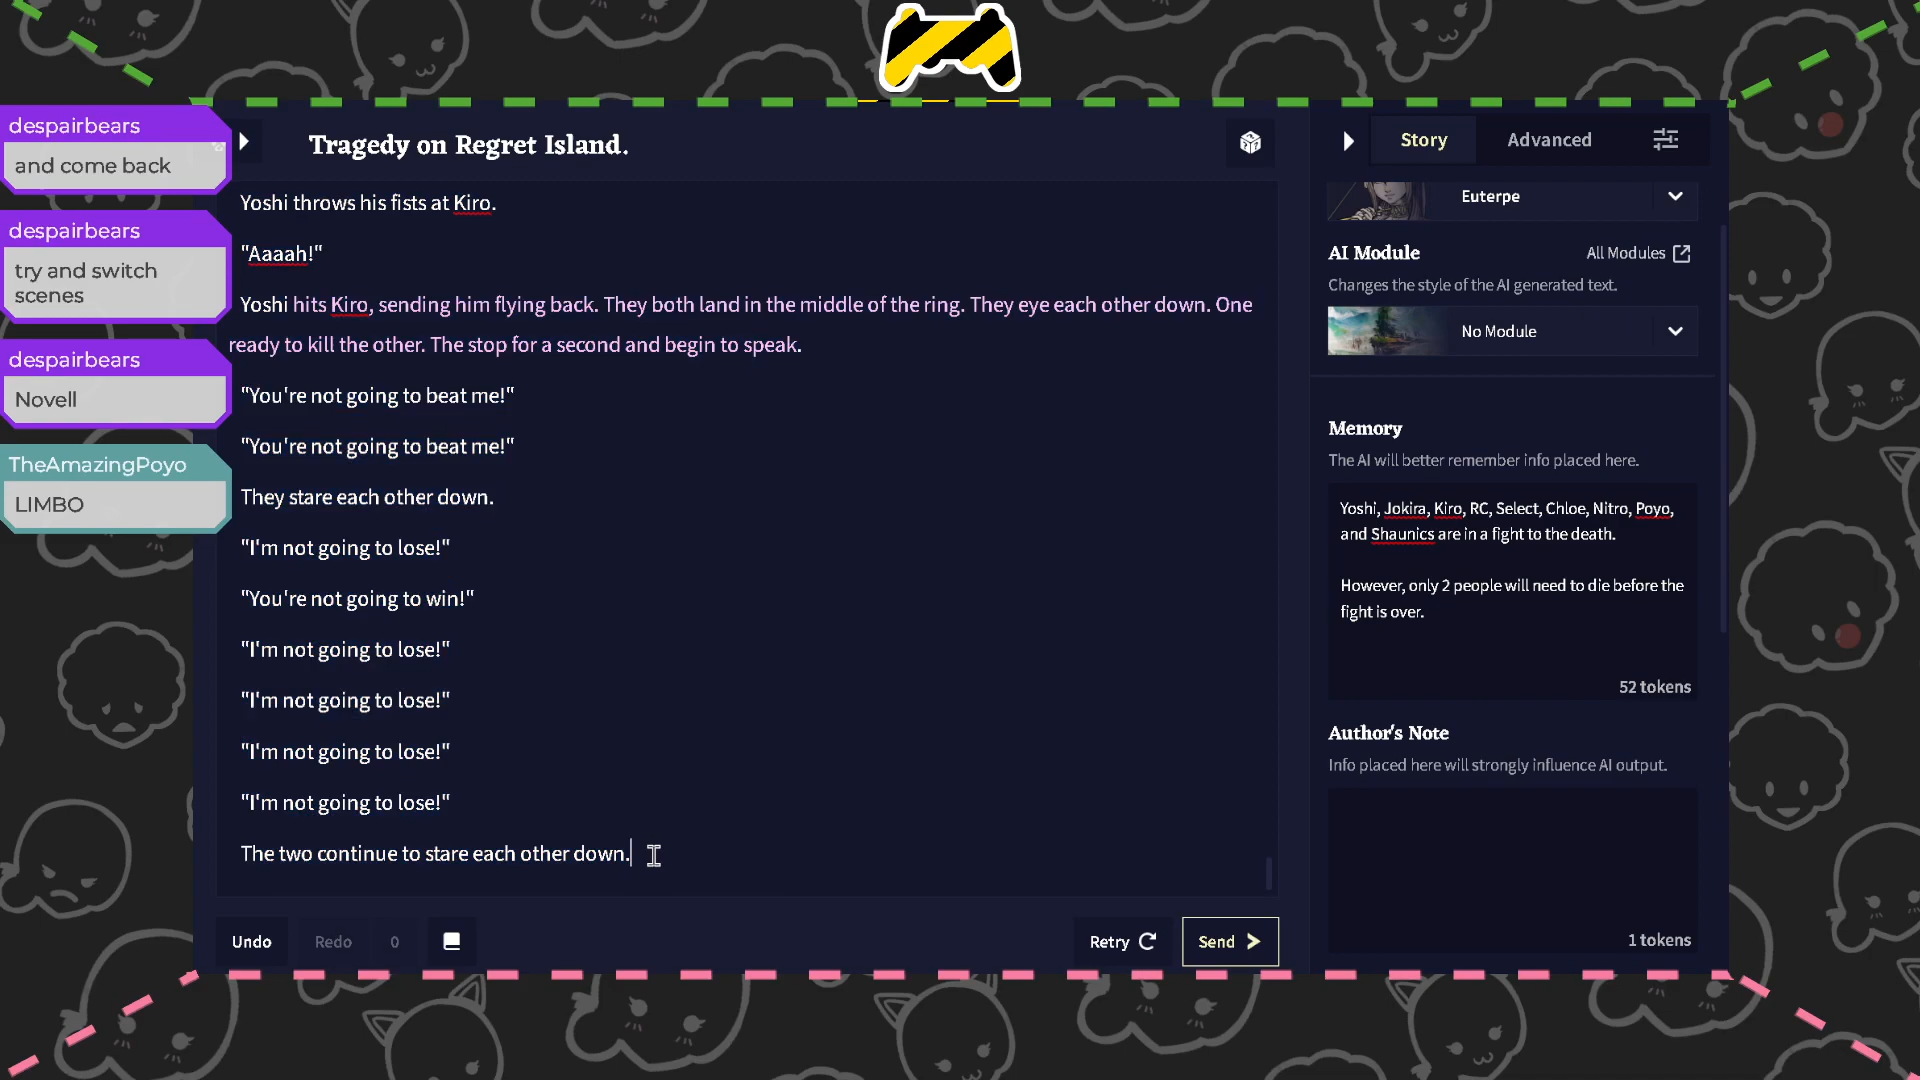 despairbears
and come back
despairbears
try and switch
scenes
despairbears
Novell
TheAmazingPoyo
LIMBO
Tragedy on Regret Island.
Yoshi throws his fists at Kiro.
"Aaaah!"
Yoshi hits Kiro, sending him flying back. They both land in the middle of the ring. They eye each other down. One
ready to kill the other. The stop for a second and begin to speak.
"You're not going to beat me!"
"You're not going to beat me!"
They stare each other down.
"I'm not going to lose!"
"You're not going to win!"
"I'm not going to lose!"
"I'm not going to lose!"
"I'm not going to lose!"
"I'm not going to lose!"
The two continue to stare each other down.
Undo
Redo
0
Retry
Send
Story
Advanced
Euterpe
AI Module
All Modules
Changes the style of the AI generated text.
No Module
Memory
The AI will better remember info placed here.
Yoshi, Jokira, Kiro, RC, Select, Chloe, Nitro, Poyo,
and Shaunics are in a fight to the death.
However, only 2 people will need to die before the
fight is over.
52 tokens
Author's Note
Info placed here will strongly influence AI output.
1 tokens